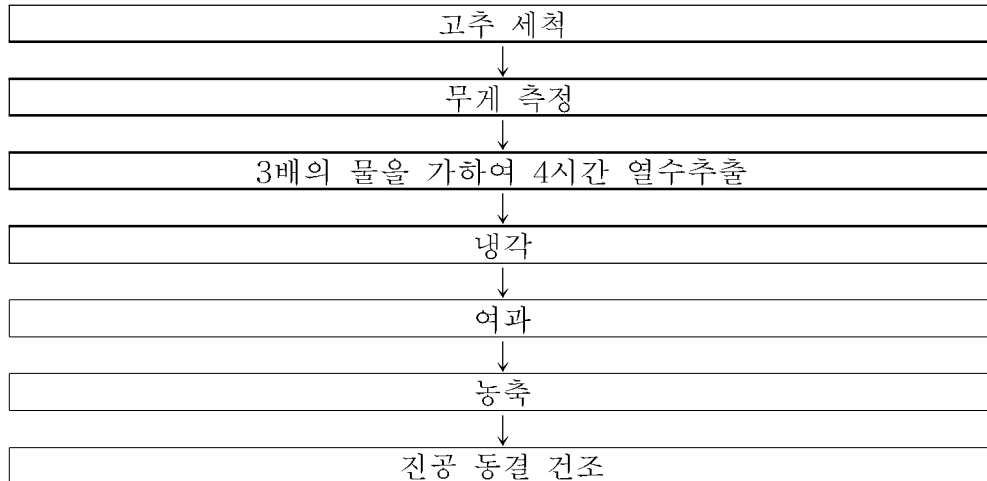 고추 세척
무게 측정
3배의 물을 가하여 4시간 열수추출
냉각
여과
농축
진공 동결 건조